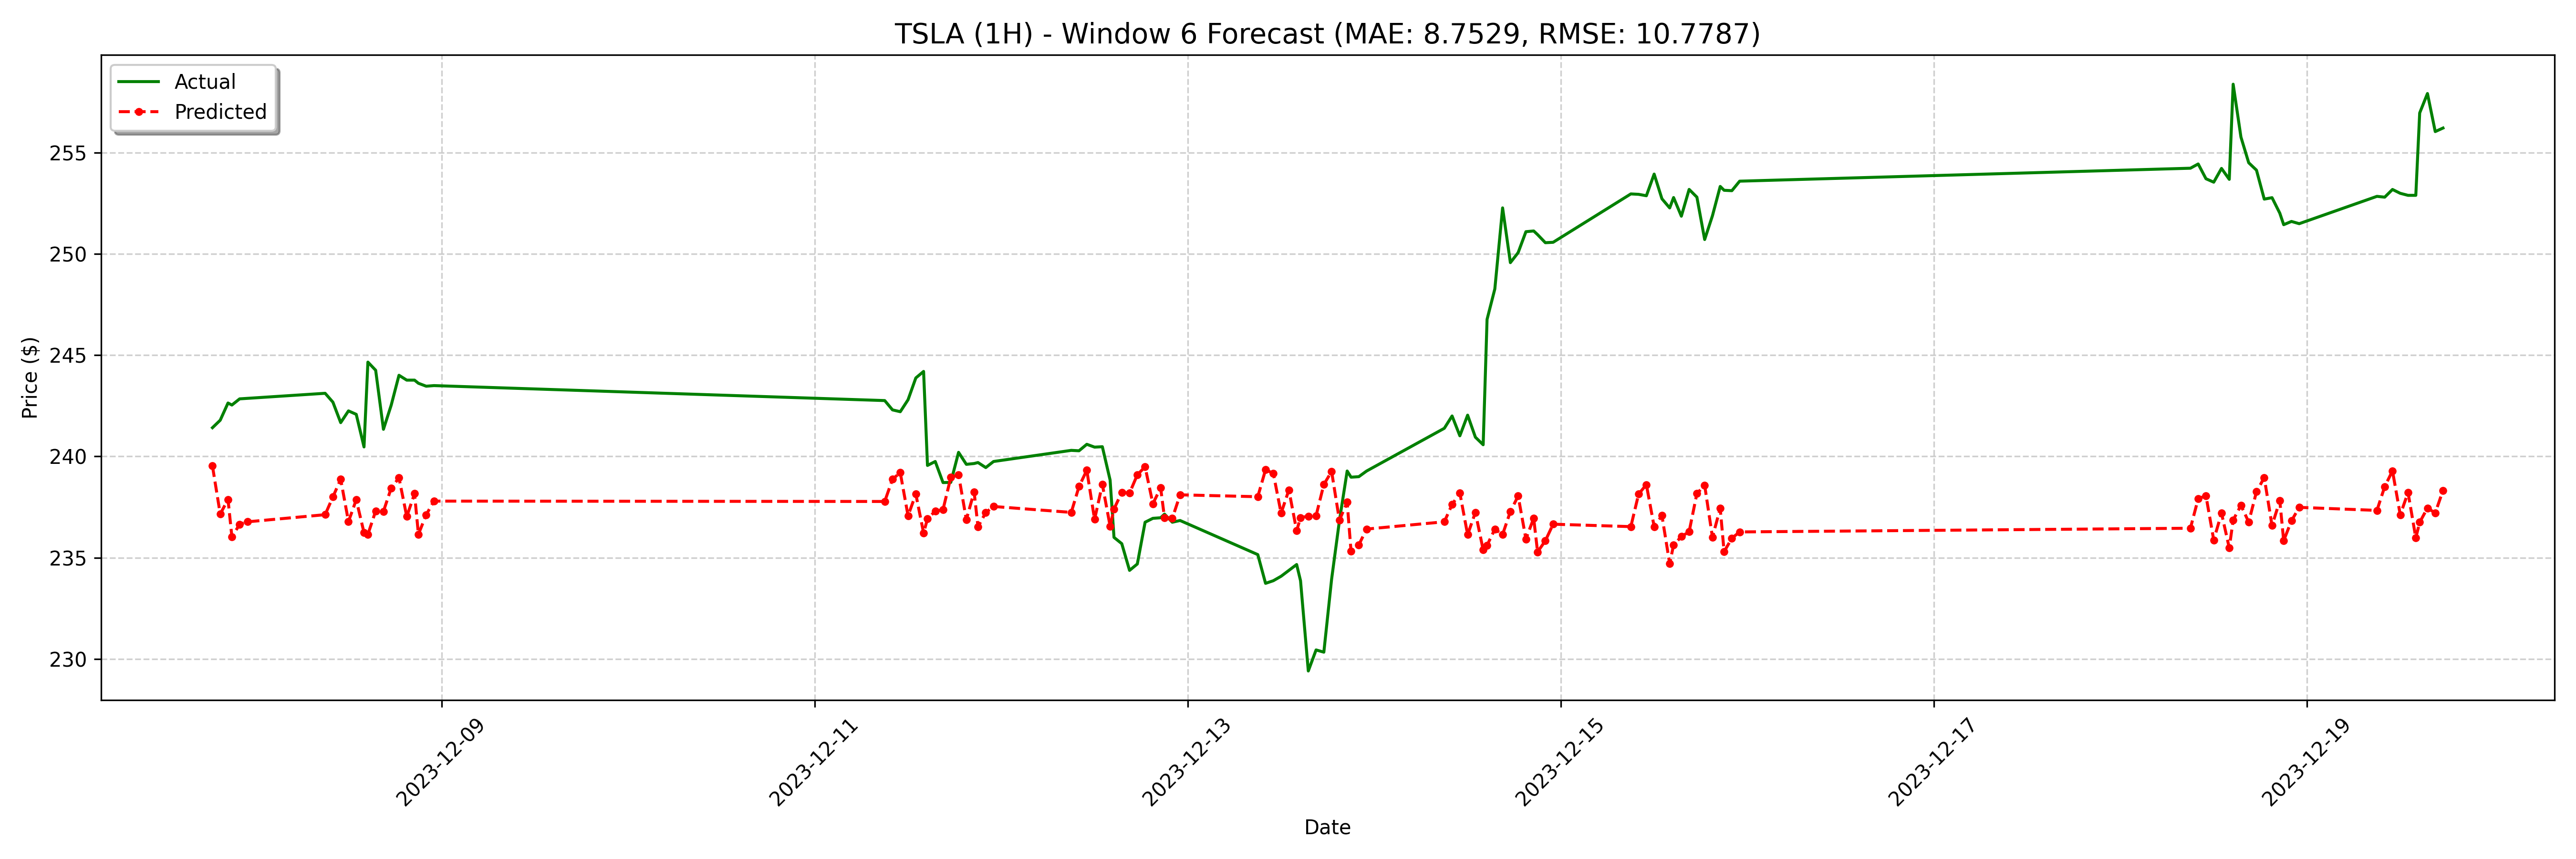 TSLA (1H) - Window 6 Forecast (MAE: 8.7529, RMSE: 10.7787)
Actual
Predicted
Price ($)
255
250
245
240
235
230
2023-12-09
2023-12-11
2023-12-13
2023-12-15
2023-12-17
2023-12-19
Date